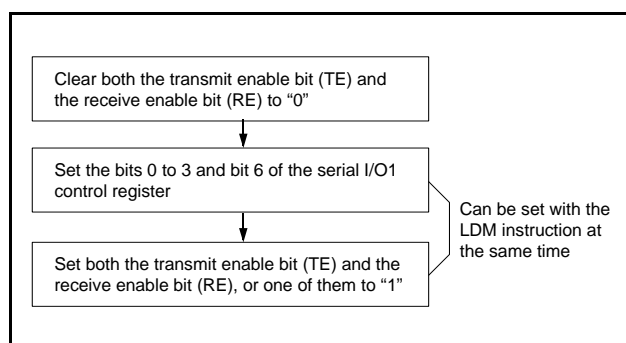 Clear both the transmit enable bit (TE) and
the receive enable bit (RE) to “0”
Set the bits 0 to 3 and bit 6 of the serial I/O1
control register
Can be set with the
LDM instruction at
the same time
Set both the transmit enable bit (TE) and the
receive enable bit (RE), or one of them to “1”